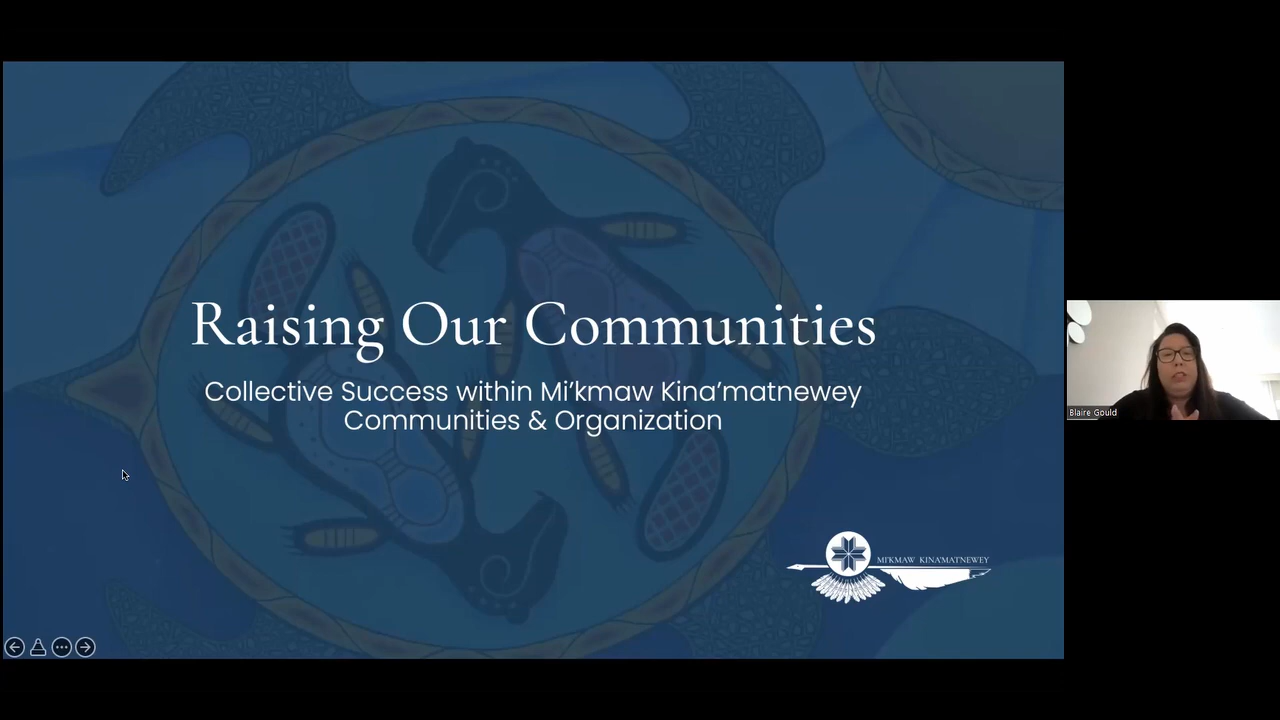 Raising Our Communities
Collective Success within Mi’kmaw Kina’matnewey
Communities & Organization
MI'KMAW KINA'MATNEWEY
Blaire Gould